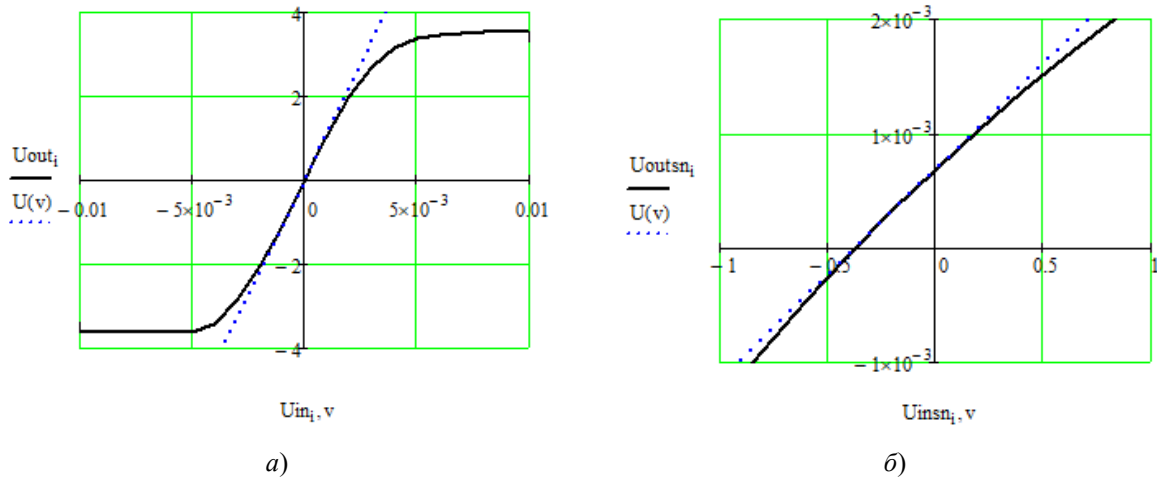 4
2
Uout_i
U(v)
− 0.01
− 5×10^-3
0
5×10^-3
0.01
− 2
− 4
Uin_i , v
а)
2×10^-3
1×10^-3
Uoutsn_i
U(v)
− 1
− 0.5
0
0.5
1
− 1×10^-3
Uinsn_i , v
б)